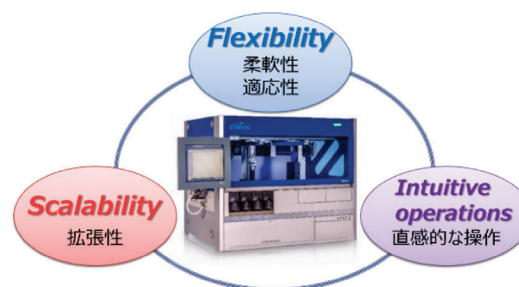 Flexibility
柔軟性
適応性
Scalability
拡張性
Intuitive
operations
直感的な操作